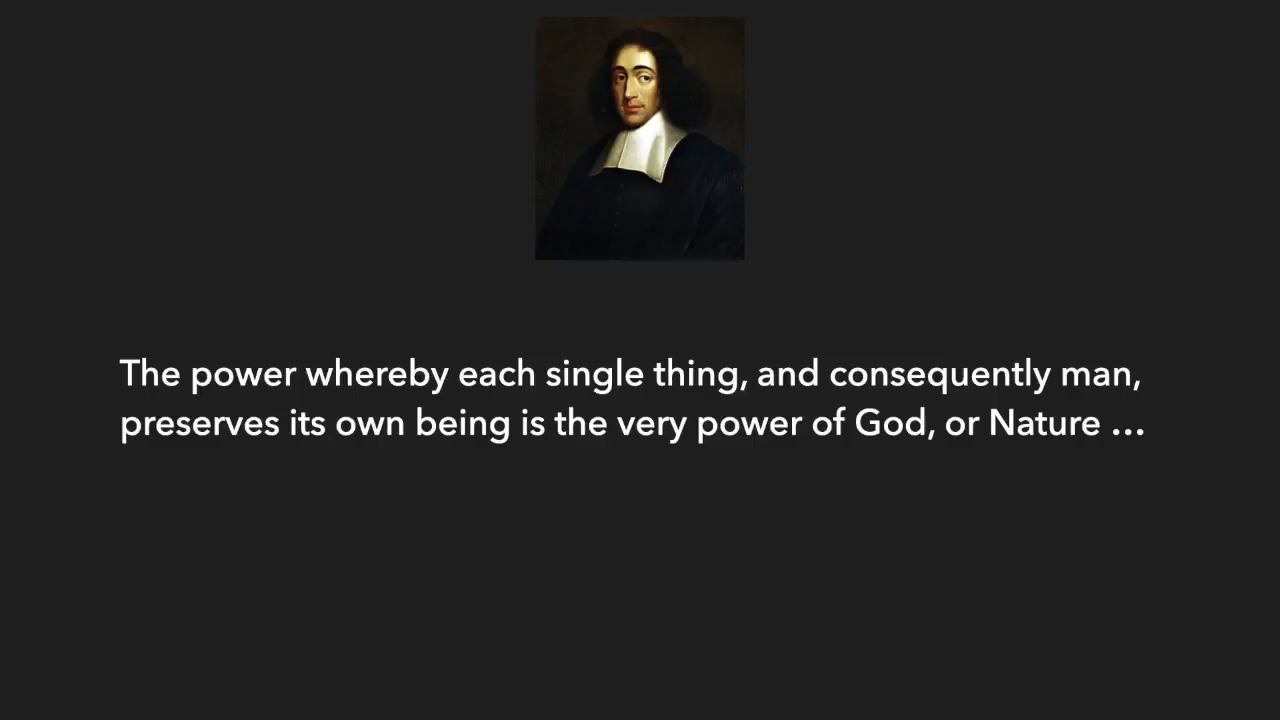 The power whereby each single thing, and consequently man,
preserves its own being is the very power of God, or Nature …